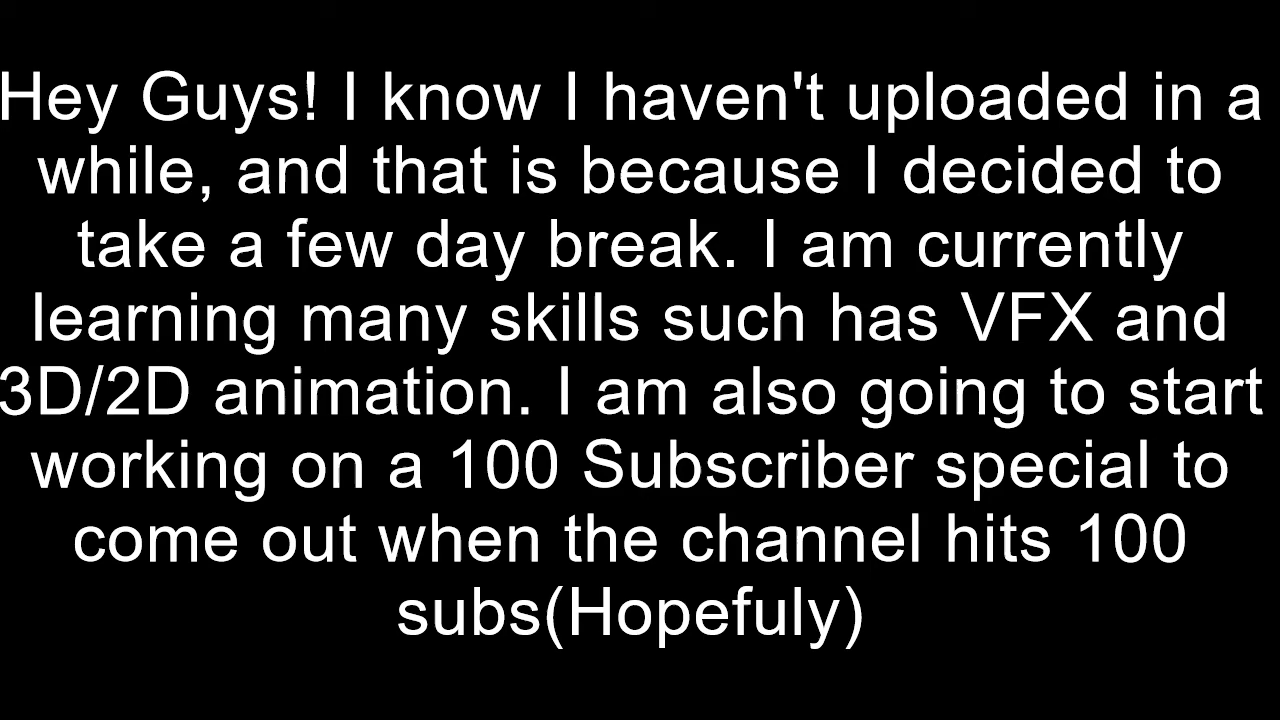 Hey Guys! I know I haven't uploaded in a
while, and that is because I decided to
take a few day break. I am currently
learning many skills such has VFX and
3D/2D animation. I am also going to start
working on a 100 Subscriber special to
come out when the channel hits 100
subs(Hopefuly)